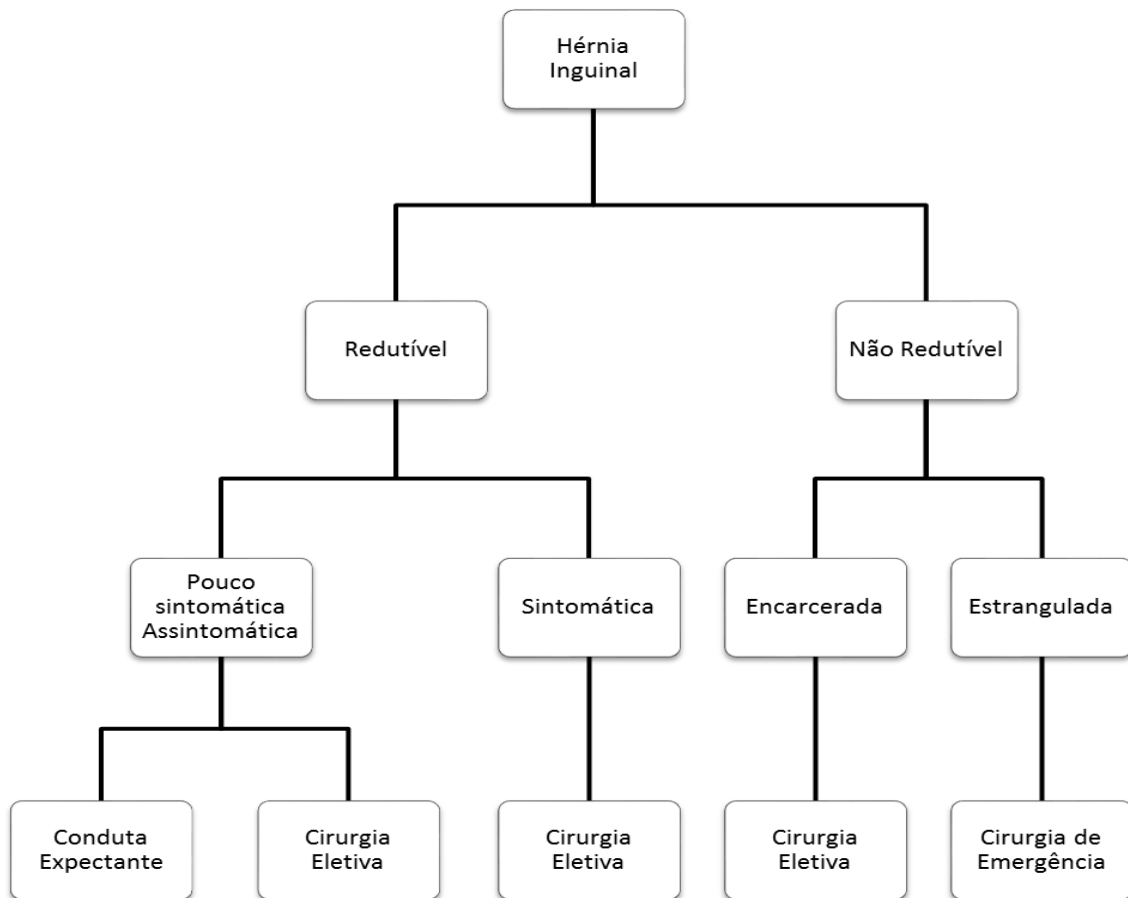 Hérnia
Inguinal
Redutível
Não Redutível
Pouco
sintomática
Assintomática
Sintomática
Encarcerada
Estrangulada
Conduta
Expectante
Cirurgia
Eletiva
Cirurgia
Eletiva
Cirurgia
Eletiva
Cirurgia de
Emergência